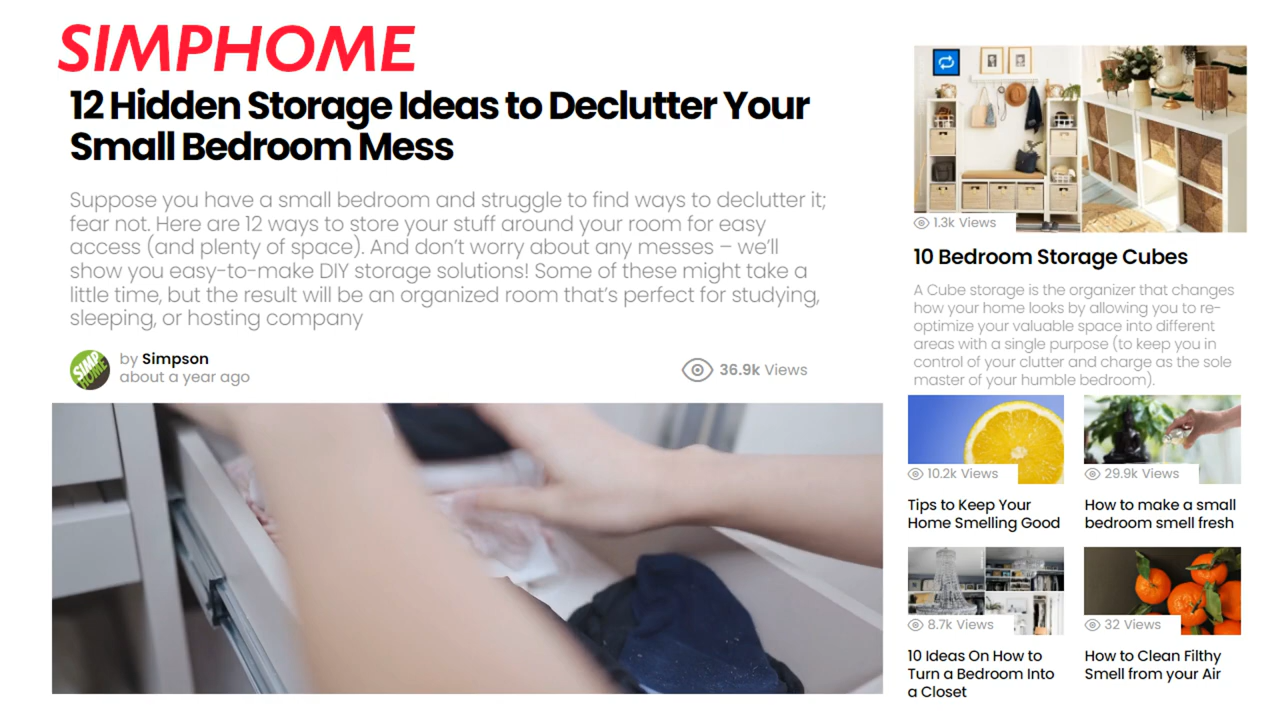 SIMPHOME
12 Hidden Storage Ideas to Declutter Your
Small Bedroom Mess
Suppose you have a small bedroom and struggle to find ways to declutter it;
fear not. Here are 12 ways to store your stuff around your room for easy
access (and plenty of space). And don't worry about any messes – we'll
show you easy-to-make DIY storage solutions! Some of these might take a
little time, but the result will be an organized room that's perfect for studying,
sleeping, or hosting company
SIMP
HOME
by Simpson
about a year ago
36.9k Views
1.3k Views
10 Bedroom Storage Cubes
A Cube storage is the organizer that changes
how your home looks by allowing you to re-
optimize your valuable space into different
areas with a single purpose (to keep you in
control of your clutter and charge as the sole
master of your humble bedroom).
10.2k Views
Tips to Keep Your
Home Smelling Good
29.9k Views
How to make a small
bedroom smell fresh
8.7k Views
10 Ideas On How to
Turn a Bedroom Into
a Closet
32 Views
How to Clean Filthy
Smell from your Air